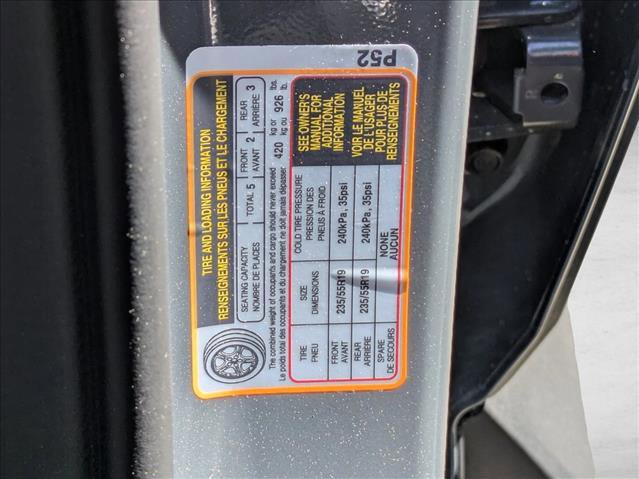 TIRE AND LOADING INFORMATION
RENSEIGNEMENTS SUR LES PNEUS ET LE CHARGEMENT
SEATING CAPACITY
NOMBRE DE PLACES
TOTAL 5
FRONT
AVANT
2
REAR
ARRIÈRE
3
The combined weight of occupants and cargo should never exceed 420 kg or 926 lbs.
Le poids total des occupants et du chargement ne doit jamais dépasser 420 kg ou 926 lb.
TIRE
PNEU
SIZE
DIMENSIONS
COLD TIRE PRESSURE
PRESSION DES
PNEUS À FROID
FRONT
AVANT
235/55R19
240kPa, 35psi
REAR
ARRIÈRE
235/55R19
240kPa, 35psi
SPARE
DE SECOURS
NONE
AUCUN
SEE OWNER'S
MANUAL FOR
ADDITIONAL
INFORMATION
VOIR LE MANUEL
DE L'USAGER
POUR PLUS DE
RENSEIGNEMENTS
P52